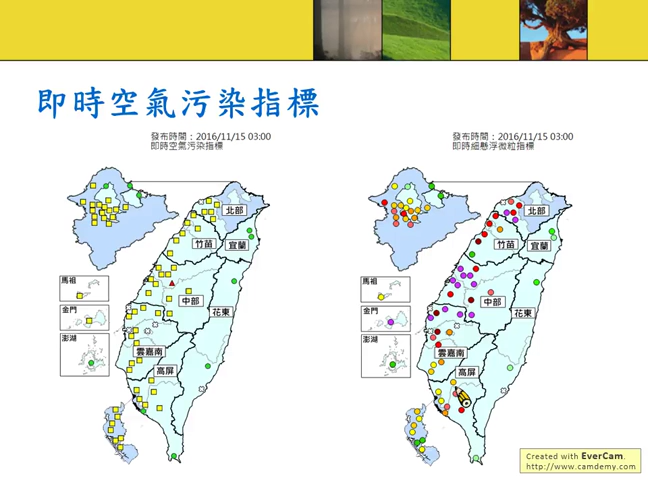 即時空氣污染指標
發布時間：2016/11/15 03:00
即時空氣污染指標
北部
竹苗
宜蘭
馬祖
金門
中部
花東
澎湖
雲嘉南
高屏
發布時間：2016/11/15 03:00
即時細懸浮微粒指標
北部
竹苗
宜蘭
馬祖
金門
中部
花東
澎湖
雲嘉南
高屏
Created with EverCam.
http://www.camdemy.com